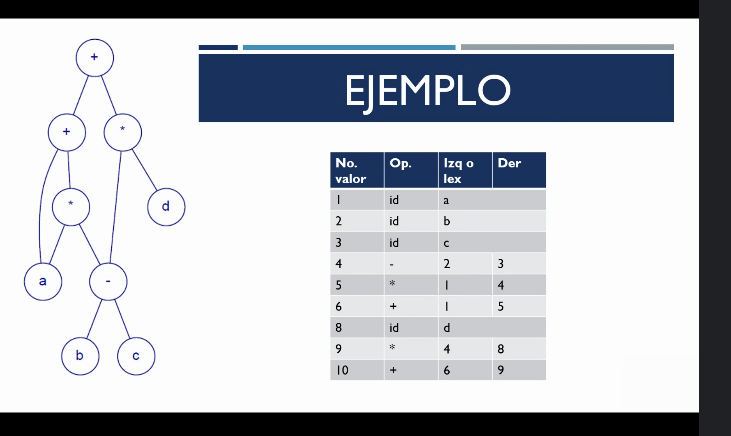 EJEMPLO
+
+ *
* d
a -
b c
No. valor Op. Izq o lex Der
1 id a
2 id b
3 id c
4 - 2 3
5 * 1 4
6 + 1 5
8 id d
9 * 4 8
10 + 6 9